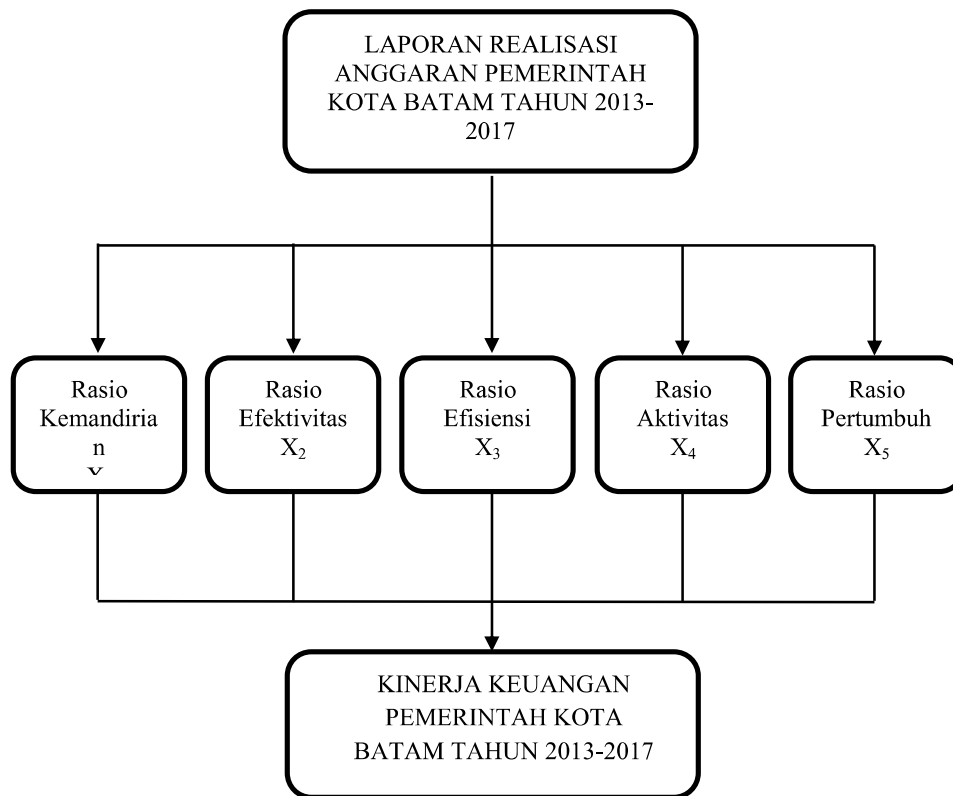 LAPORAN REALISASI
ANGGARAN PEMERINTAH
KOTA BATAM TAHUN 2013-
2017
Rasio
Kemandiria
n
X
Rasio
Efektivitas
X₂
Rasio
Efisiensi
X₃
Rasio
Aktivitas
X₄
Rasio
Pertumbuh
X₅
KINERJA KEUANGAN
PEMERINTAH KOTA
BATAM TAHUN 2013-2017